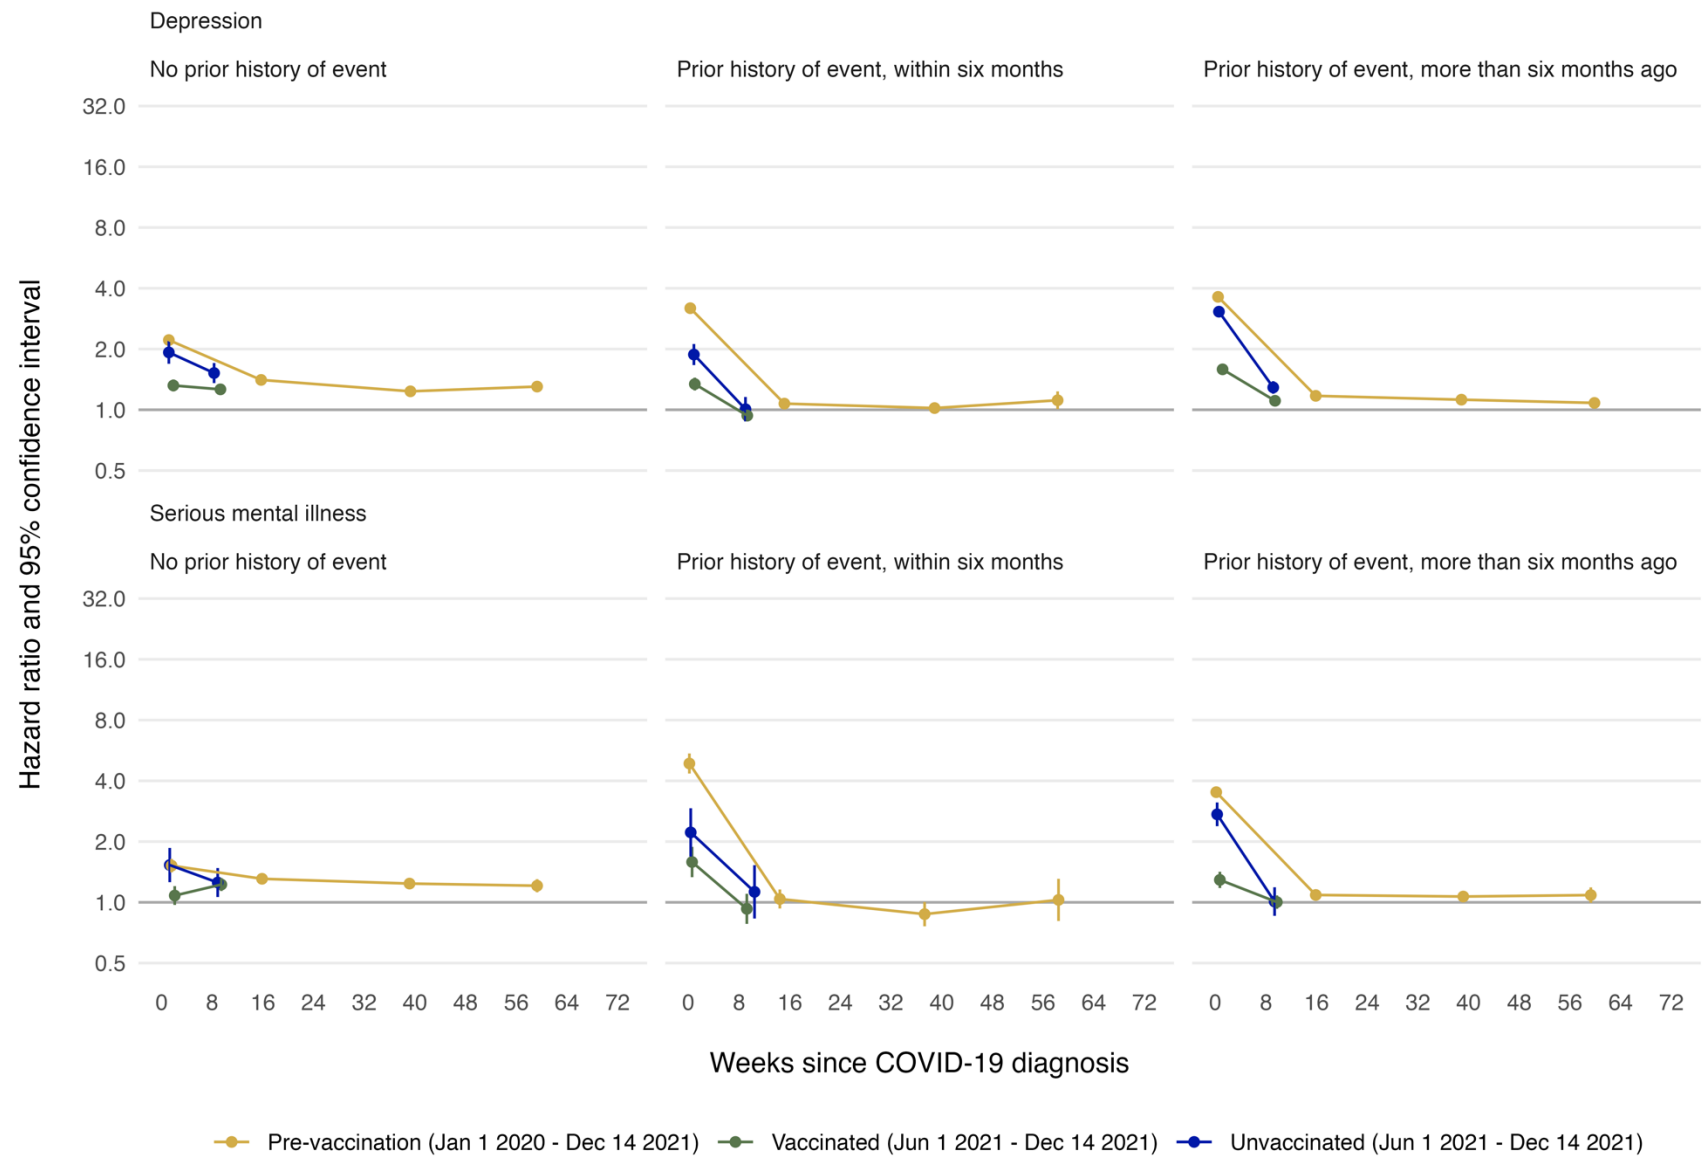 Depression
No prior history of event
Prior history of event, within six months
Prior history of event, more than six months ago
32.0
16.0
8.0
4.0
2.0
1.0
0.5
Serious mental illness
No prior history of event
Prior history of event, within six months
Prior history of event, more than six months ago
32.0
16.0
8.0
4.0
2.0
1.0
0.5
Hazard ratio and 95% confidence interval
0 8 16 24 32 40 48 56 64 72
0 8 16 24 32 40 48 56 64 72
0 8 16 24 32 40 48 56 64 72
Weeks since COVID-19 diagnosis
Pre-vaccination (Jan 1 2020 - Dec 14 2021)
Vaccinated (Jun 1 2021 - Dec 14 2021)
Unvaccinated (Jun 1 2021 - Dec 14 2021)